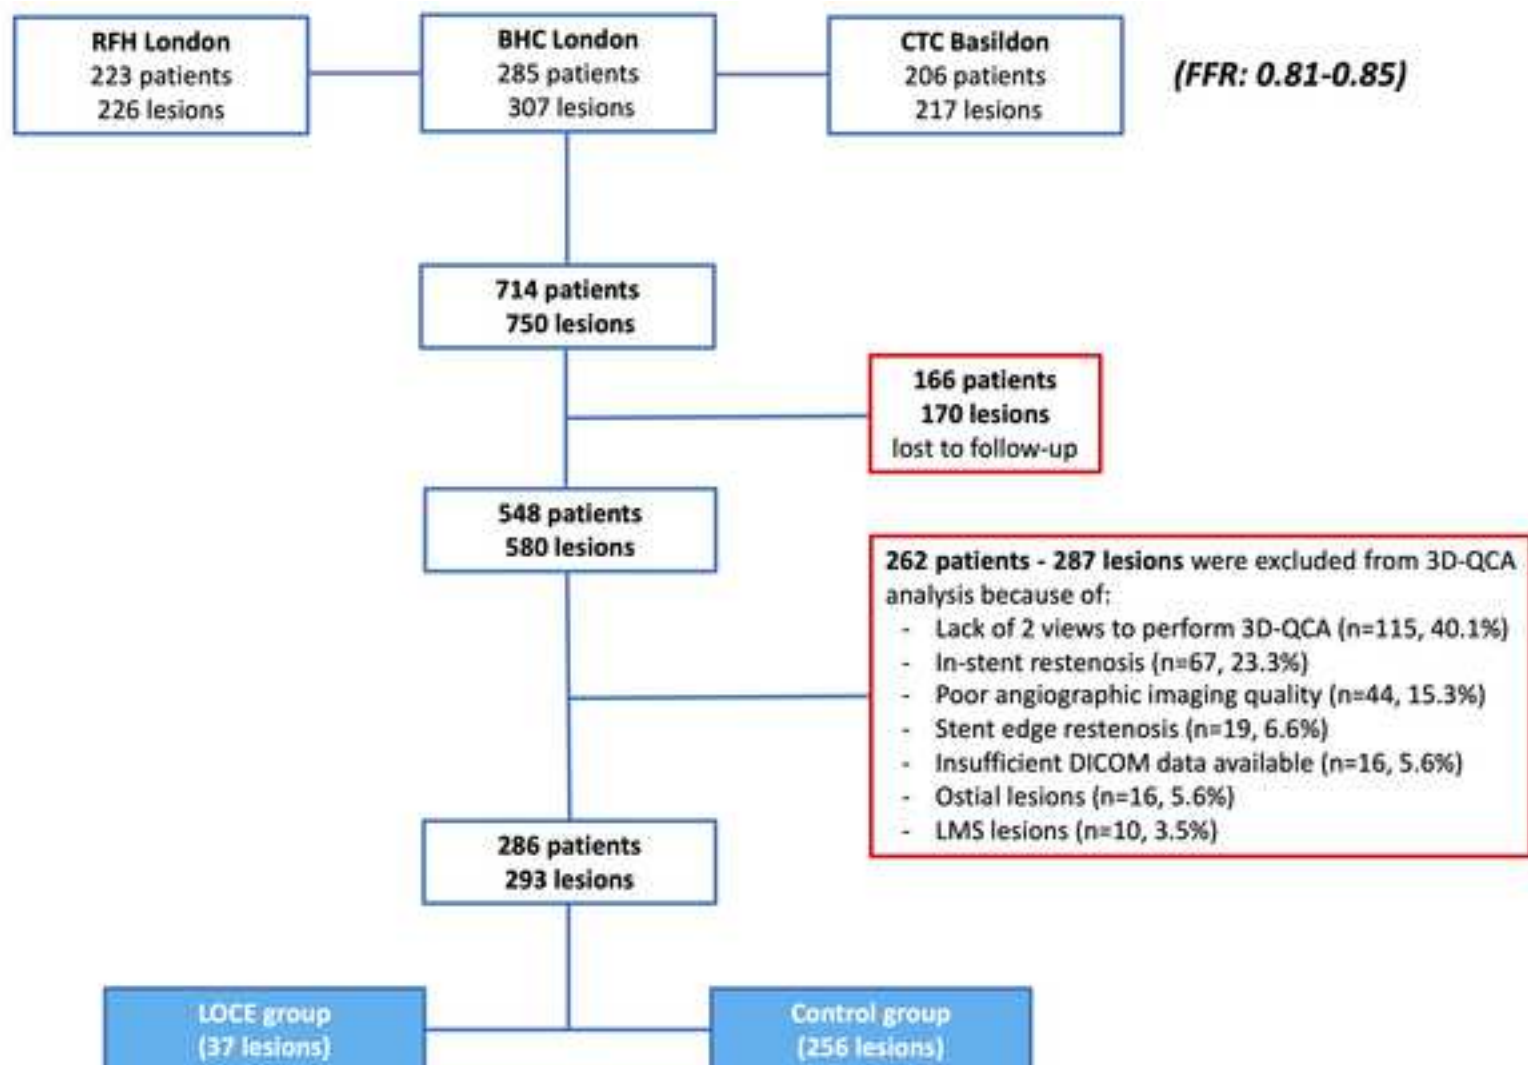 RFH London
223 patients
226 lesions
BHC London
285 patients
307 lesions
CTC Basildon
206 patients
217 lesions
(FFR: 0.81-0.85)
714 patients
750 lesions
166 patients
170 lesions
lost to follow-up
548 patients
580 lesions
262 patients - 287 lesions were excluded from 3D-QCA
analysis because of:
- Lack of 2 views to perform 3D-QCA (n=115, 40.1%)
- In-stent restenosis (n=67, 23.3%)
- Poor angiographic imaging quality (n=44, 15.3%)
- Stent edge restenosis (n=19, 6.6%)
- Insufficient DICOM data available (n=16, 5.6%)
- Ostial lesions (n=16, 5.6%)
- LMS lesions (n=10, 3.5%)
286 patients
293 lesions
LOCE group
(37 lesions)
Control group
(256 lesions)